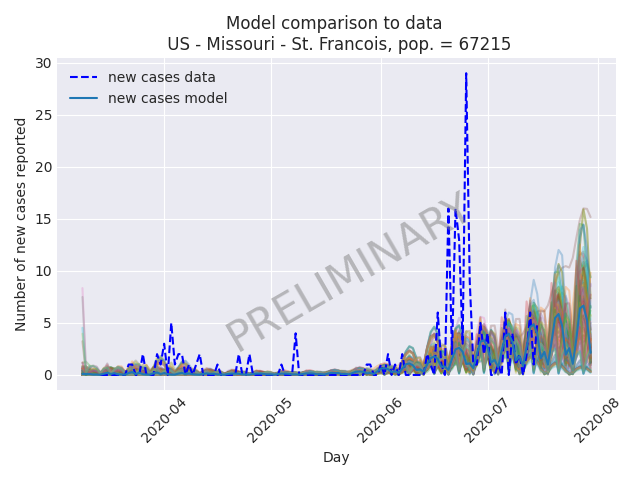 Model comparison to data
US - Missouri - St. Francois, pop. = 67215
new cases data
new cases model
Number of new cases reported
30
25
20
15
10
5
0
PRELIMINARY
2020-04
2020-05
2020-06
2020-07
2020-08
Day